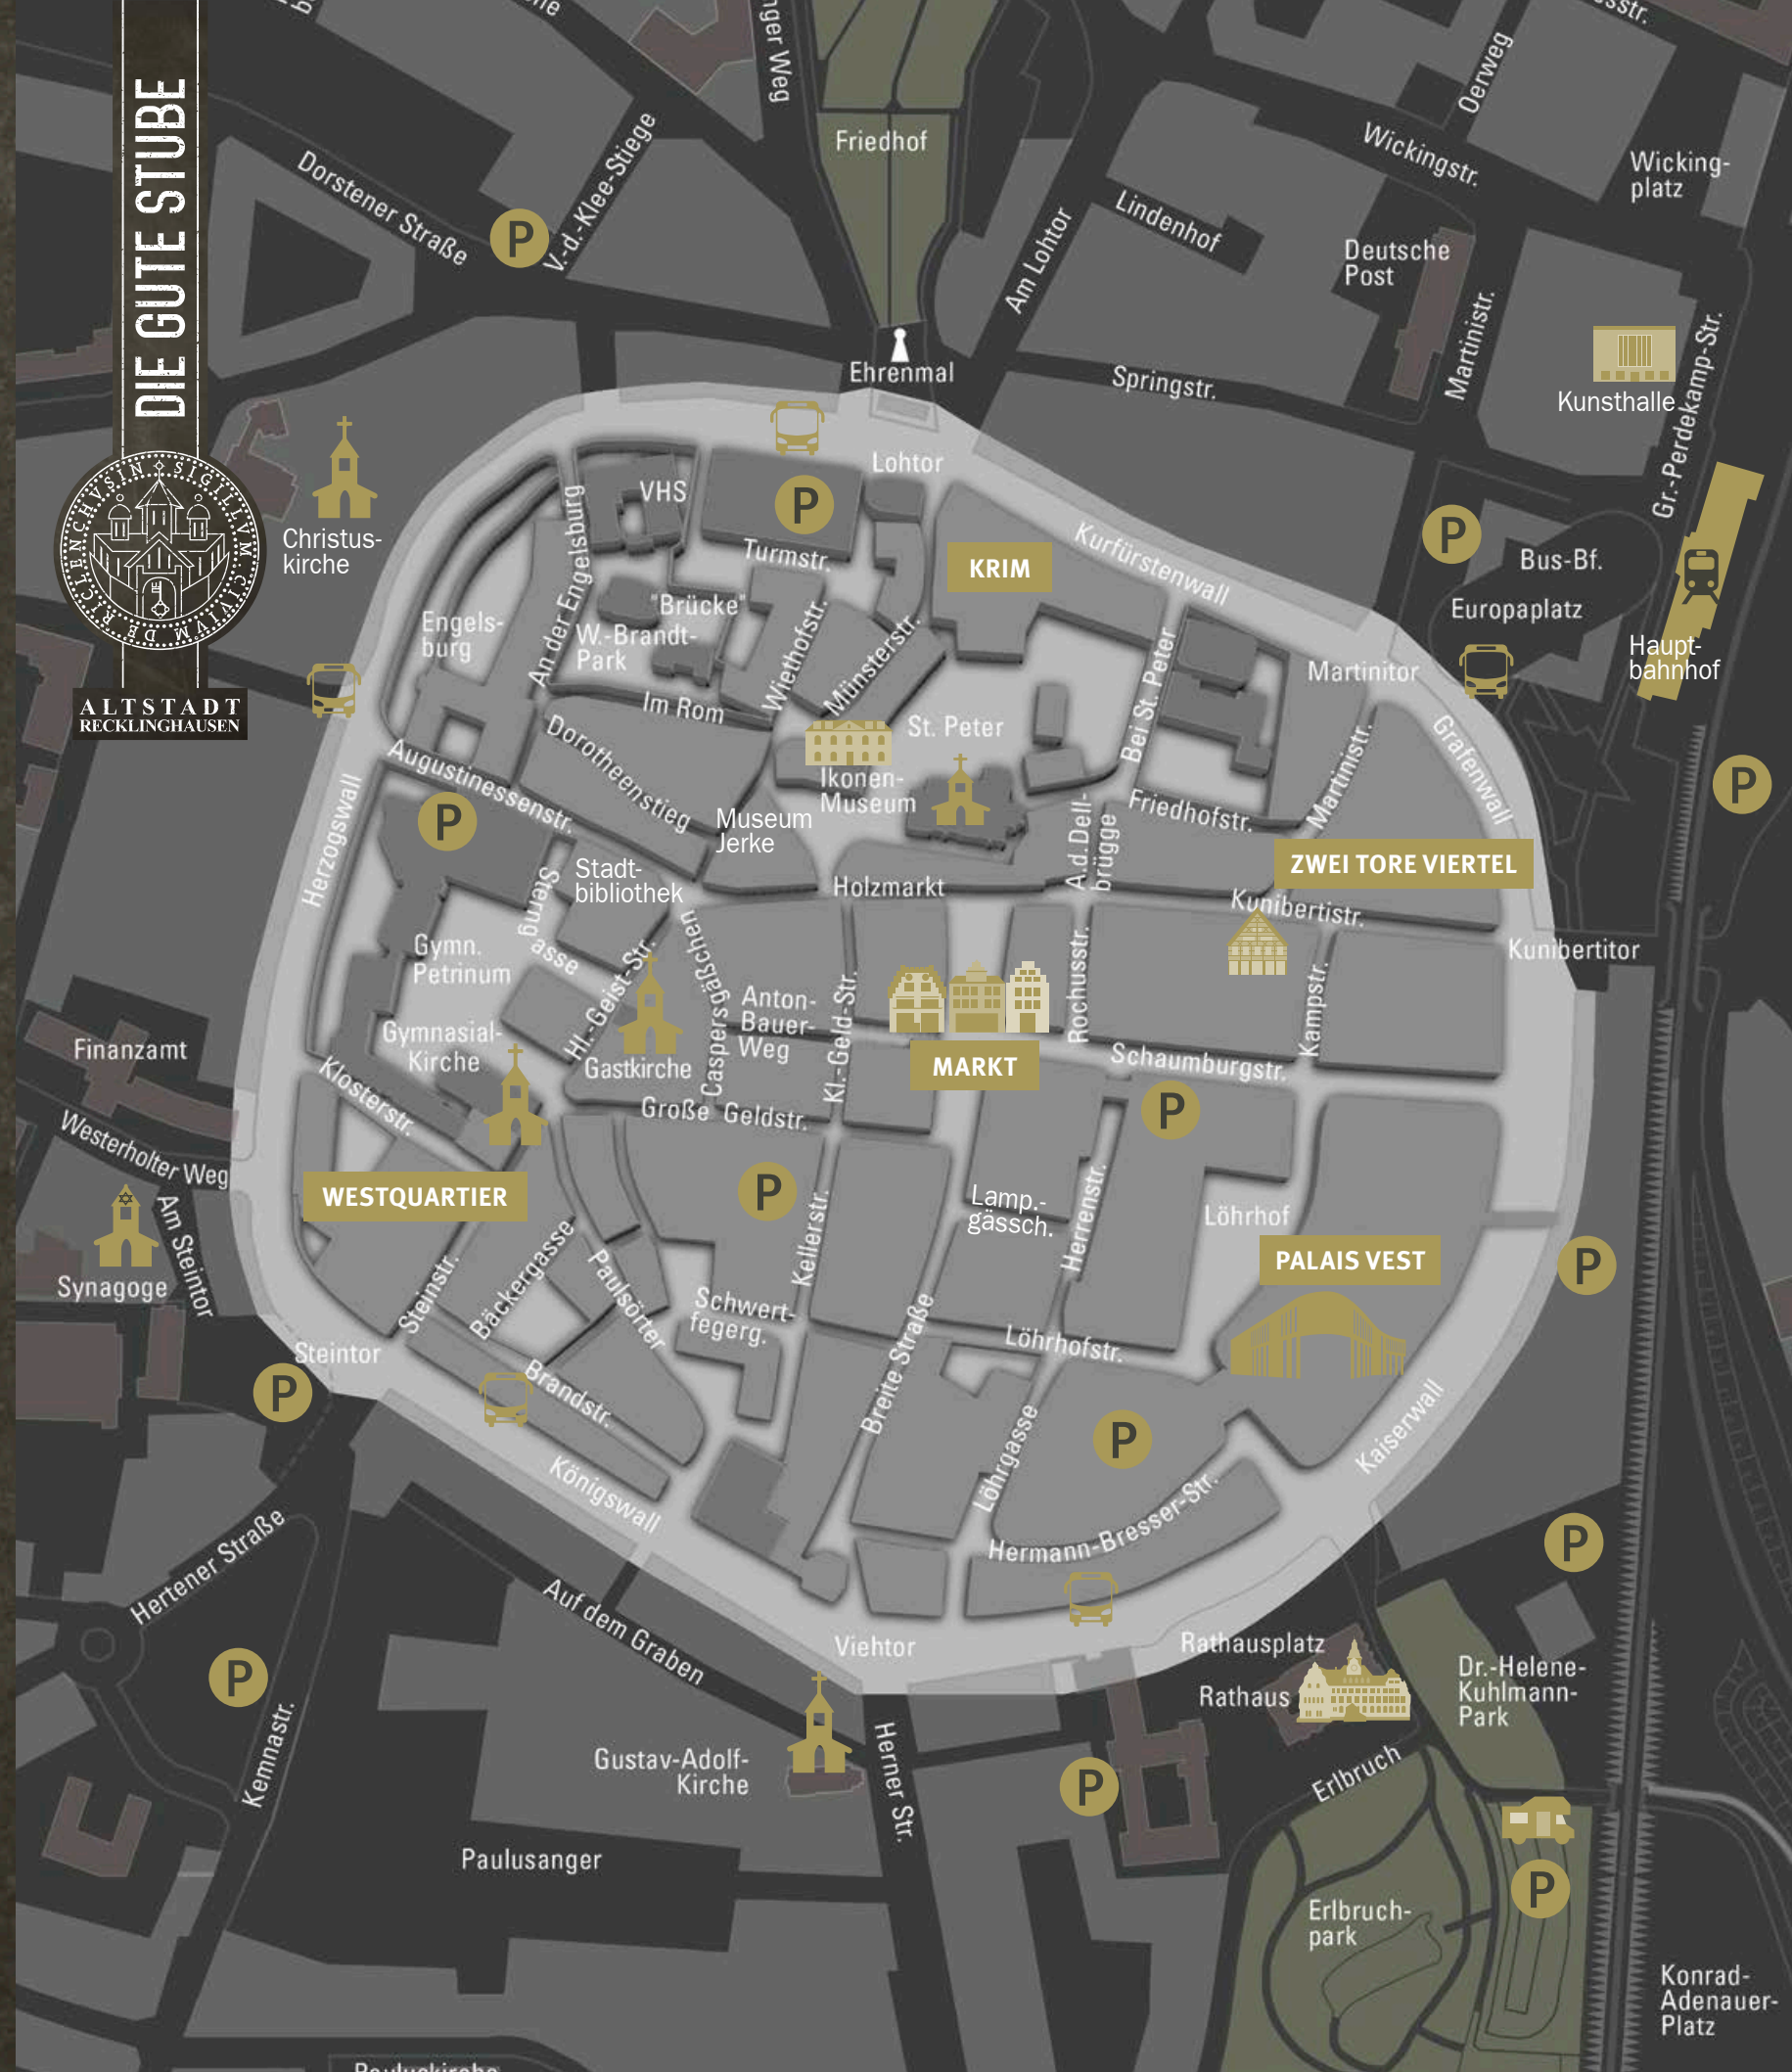 DIE GUTE STUBE
SIGILLVM CIVIVM DE RICLENCHVSIN
ALTSTADT
RECKLINGHAUSEN
nger Weg
Friedhof
Oerweg
Wickingstr.
Wicking-
platz
Dorstener Straße
V.-d.-Klee-Stiege
P
Am Lohtor
Lindenhof
Deutsche
Post
Martinistr.
Gr.-Perdekamp-Str.
Kunsthalle
Ehrenmal
Springstr.
Christus-
kirche
Lohtor
VHS
P
Turmstr.
KRIM
Kurfürstenwall
P
Bus-Bf.
Europaplatz
Haupt-
bahnhof
Engels-
burg
An der Engelsburg
"Brücke"
W.-Brandt-
Park
Wiethofstr.
Münsterstr.
Im Rom
St. Peter
Bei St. Peter
Martinitor
Grafenwall
P
Herzogswall
Augustinessenstr.
Dorotheenstieg
Ikonen-
Museum
Museum
Jerke
A.d.Dell-
brügge
Friedhofstr.
Martinistr.
P
ZWEI TORE VIERTEL
Stadt-
bibliothek
Holzmarkt
Kunibertistr.
Kunibertitor
Sterng
asse
Gymn.
Petrinum
Hl.-Geist-Str.
Caspersgäßchen
Anton-
Bauer-
Weg
Kl.-Geld-Str.
Rochusstr.
Kampstr.
Finanzamt
Gymnasial-
Kirche
Gastkirche
MARKT
Schaumburgstr.
P
Klosterstr.
Große Geldstr.
Westerholter Weg
WESTQUARTIER
P
Kellerstr.
Lamp.-
gässch.
Herrenstr.
Löhrhof
PALAIS VEST
P
Am Steintor
Synagoge
Steinstr.
Bäckergasse
Paulsörter
Schwert-
fegerg.
Breite Straße
Löhrhofstr.
Steintor
P
Brandstr.
Königswall
Löhrgasse
P
Kaiserwall
Hermann-Bresser-Str.
P
Hertener Straße
Auf dem Graben
Viehtor
Rathausplatz
Rathaus
Dr.-Helene-
Kuhlmann-
Park
P
Kemnastr.
Gustav-Adolf-
Kirche
Herner Str.
P
Erlbruch
Paulusanger
P
Erlbruch-
park
Konrad-
Adenauer-
Platz